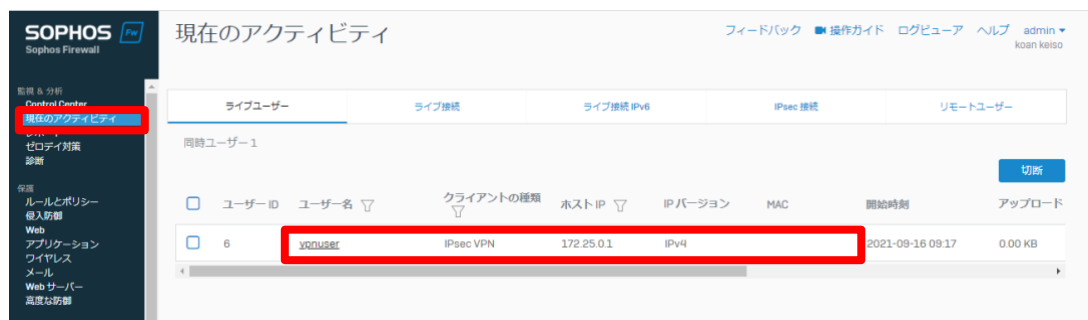 SOPHOS Fw
Sophos Firewall
現在のアクティビティ
フィードバック 操作ガイド ログビューア ヘルプ admin
koan keiso
監視 & 分析
Control Center
現在のアクティビティ
レポート
ゼロデイ対策
診断
保護
ルールとポリシー
侵入防御
Web
アプリケーション
ワイヤレス
メール
Web サーバー
高度な防御
ライブユーザー ライブ接続 ライブ接続 IPv6 IPsec 接続 リモートユーザー
同時ユーザー 1
切断
ユーザー ID ユーザー名 クライアントの種類 ホスト IP IP バージョン MAC 開始時刻 アップロード
6 vpnuser IPsec VPN 172.25.0.1 IPv4 2021-09-16 09:17 0.00 KB